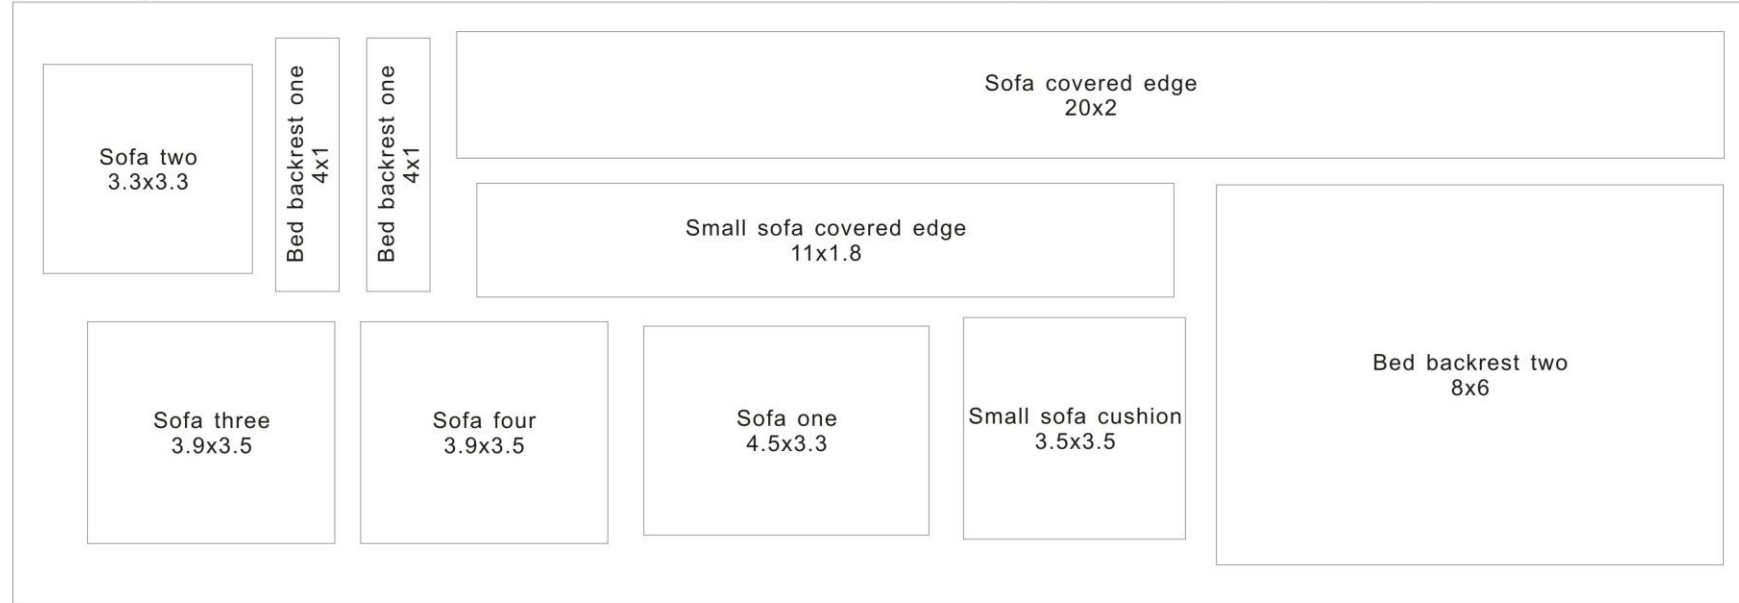 Sofa two
3.3x3.3
Bed backrest one
4x1
Bed backrest one
4x1
Sofa covered edge
20x2
Small sofa covered edge
11x1.8
Bed backrest two
8x6
Sofa three
3.9x3.5
Sofa four
3.9x3.5
Sofa one
4.5x3.3
Small sofa cushion
3.5x3.5